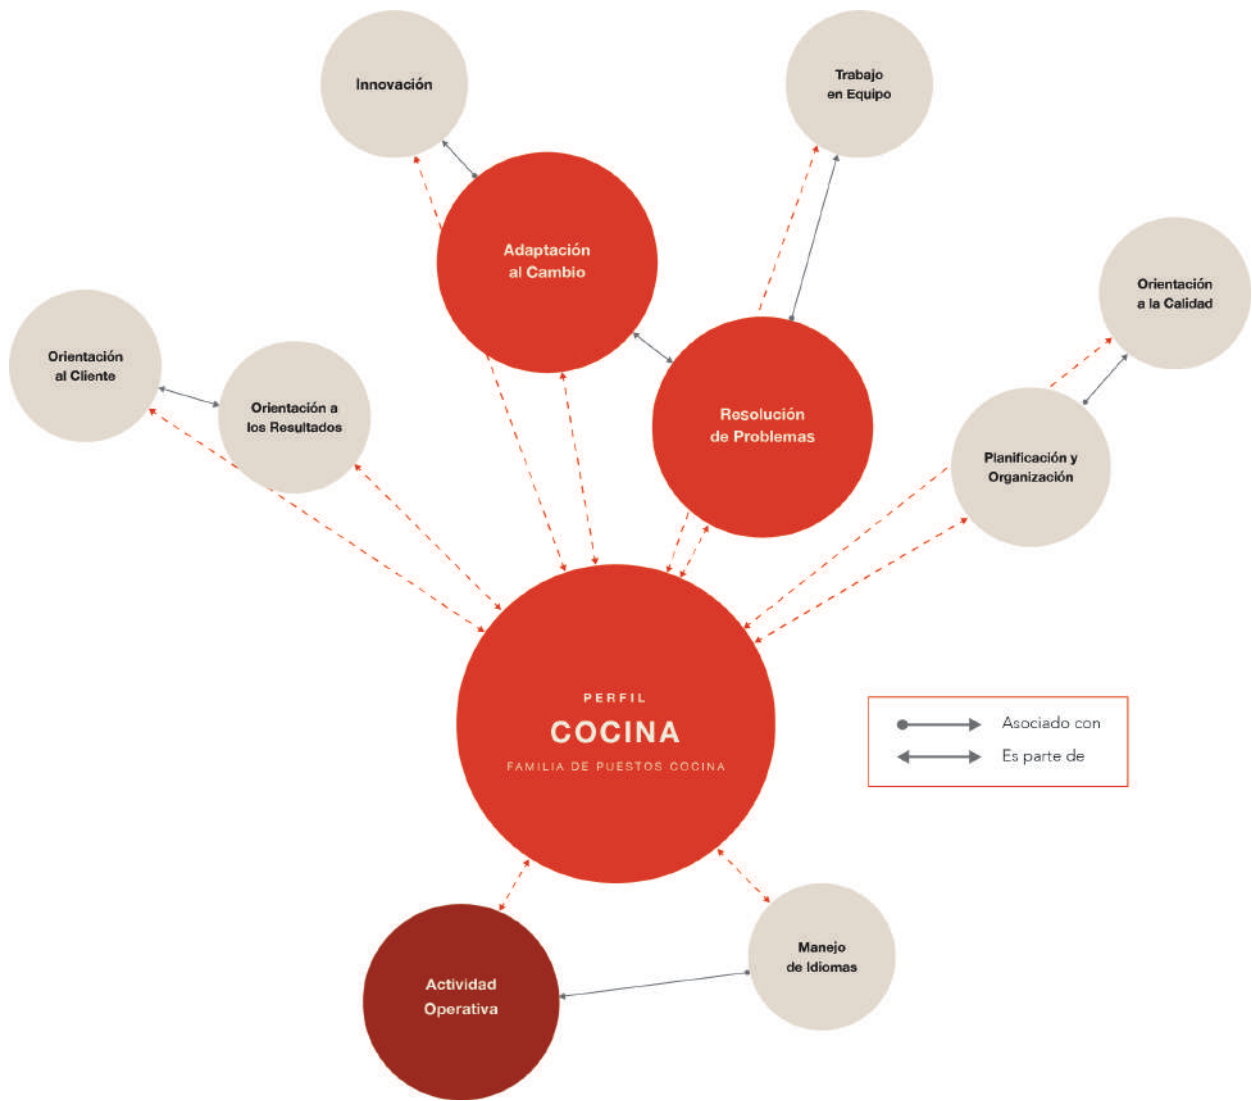 Innovación
Trabajo
en Equipo
Adaptación
al Cambio
Orientación
a la Calidad
Orientación
al Cliente
Orientación a
los Resultados
Resolución
de Problemas
Planificación y
Organización
PERFIL
COCINA
FAMILIA DE PUESTOS COCINA
Asociado con
Es parte de
Manejo
de Idiomas
Actividad
Operativa